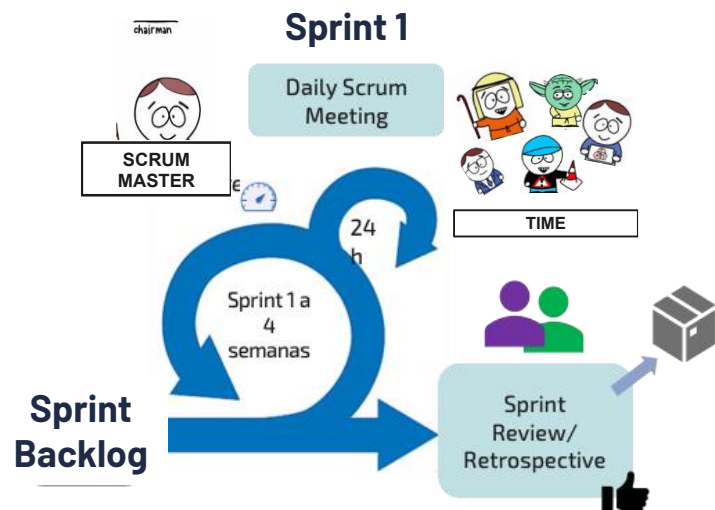 chairman
Sprint 1
Daily Scrum
Meeting
SCRUM
MASTER
24
h
TIME
Sprint 1 a
4
semanas
Sprint
Backlog
Sprint
Review/
Retrospective